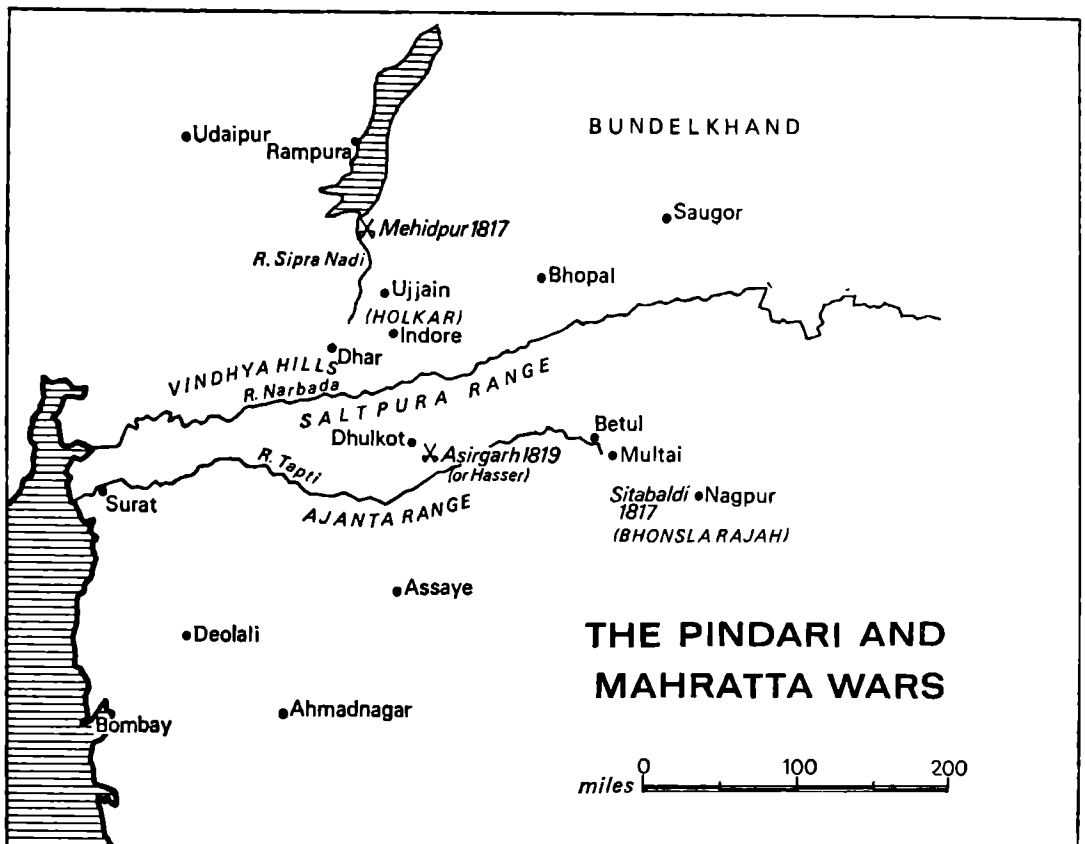 BUNDELKHAND
Udaipur
Rampura
Saugor
Mehidpur 1817
R. Sipra Nadi
Bhopal
Ujjain
(HOLKAR)
Indore
Dhar
VINDHYA HILLS
R. Narbada
SALTPURA RANGE
Betul
Dhulkot
Asirgarh 1819
(or Hasser)
Multai
R. Tapti
Surat
Sitabaldi
1817
Nagpur
AJANTA RANGE
(BHONSLA RAJAH)
Assaye
Deolali
THE PINDARI AND
MAHRATTA WARS
Ahmadnagar
Bombay
0 100 200
miles